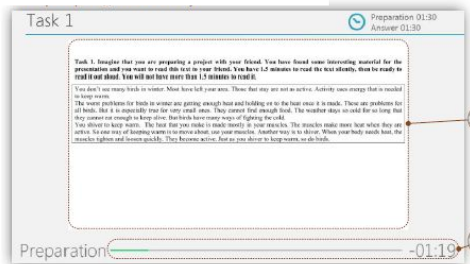 Task 1
Preparation 01:30
Answer 01:30
Task 1. Imagine that you are preparing a project with your friend. You have found some interesting material for the
presentation and you want to read this text to your friend. You have 1.5 minutes to read the text silently, then be ready to
read it out aloud. You will not have more than 1.5 minutes to read it.
You don't see many birds in winter. Most have left your area. Those that stay are not as active. Activity uses energy that is needed
to keep warm.
The worst problems for birds in winter are getting enough heat and holding on to the heat once it is made. These are problems for
all birds. But it is especially true for very small ones. They cannot find enough food. The weather stays so cold for so long that
they cannot eat enough to keep alive. But birds have many ways of fighting the cold.
You shiver to keep warm. The heat that you make is made mostly in your muscles. The muscles make more heat when they are
active. So one way of keeping warm is to move about, use your muscles. Another way is to shiver. When your body needs heat, the
muscles tighten and loosen quickly. They become active. Just as you shiver to keep warm, so do birds.
Preparation
-01:19